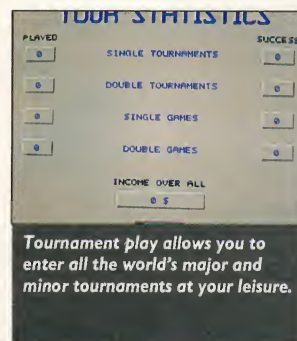 TOUR STATISTICS
PLAYED SUCCESS
0 SINGLE TOURNAMENTS 0
0 DOUBLE TOURNAMENTS 0
0 SINGLE GAMES 0
0 DOUBLE GAMES 0
INCOME OVER ALL
0 $
Tournament play allows you to
enter all the world's major and
minor tournaments at your leisure.